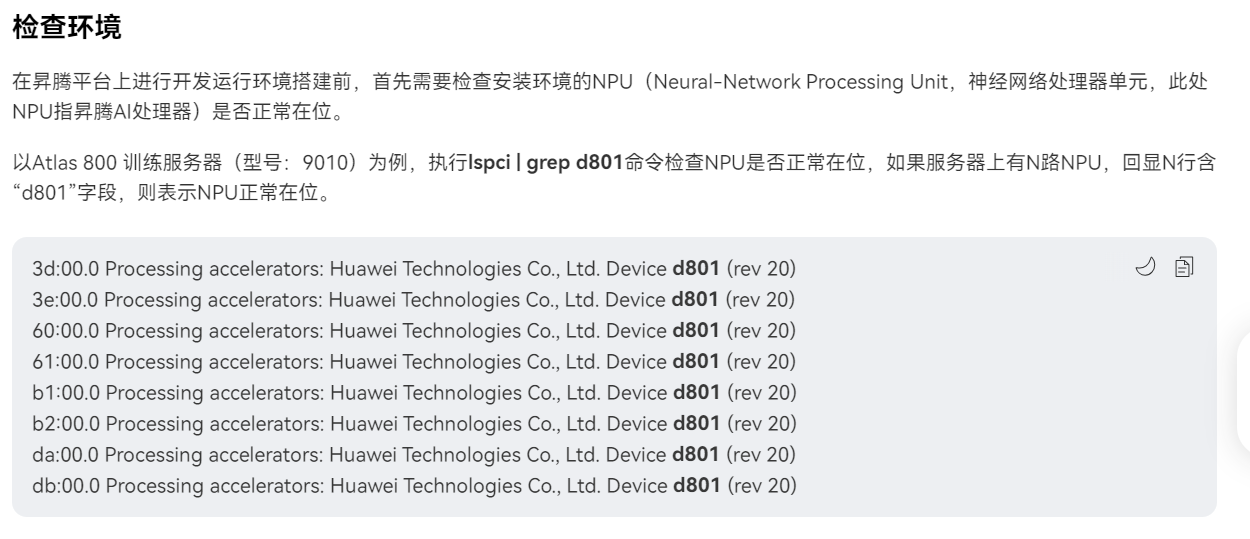 检查环境
在昇腾平台上进行开发运行环境搭建前，首先需要检查安装环境的NPU（Neural-Network Processing Unit，神经网络处理器单元，此处
NPU指昇腾AI处理器）是否正常在位。
以Atlas 800 训练服务器（型号：9010）为例，执行lspci | grep d801命令检查NPU是否正常在位，如果服务器上有N路NPU，回显N行含
“d801”字段，则表示NPU正常在位。
3d:00.0 Processing accelerators: Huawei Technologies Co., Ltd. Device d801 (rev 20)
3e:00.0 Processing accelerators: Huawei Technologies Co., Ltd. Device d801 (rev 20)
60:00.0 Processing accelerators: Huawei Technologies Co., Ltd. Device d801 (rev 20)
61:00.0 Processing accelerators: Huawei Technologies Co., Ltd. Device d801 (rev 20)
b1:00.0 Processing accelerators: Huawei Technologies Co., Ltd. Device d801 (rev 20)
b2:00.0 Processing accelerators: Huawei Technologies Co., Ltd. Device d801 (rev 20)
da:00.0 Processing accelerators: Huawei Technologies Co., Ltd. Device d801 (rev 20)
db:00.0 Processing accelerators: Huawei Technologies Co., Ltd. Device d801 (rev 20)